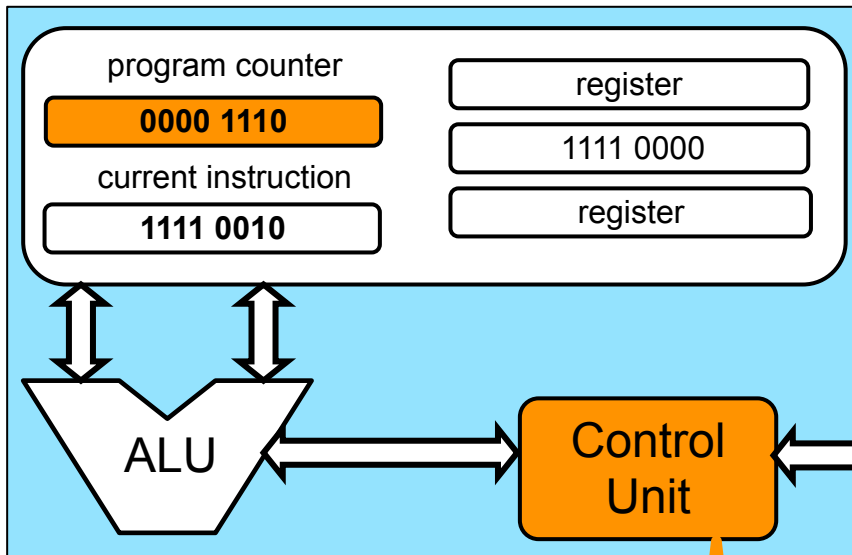 program counter
0000 1110
current instruction
1111 0010
register
1111 0000
register
ALU
Control
Unit